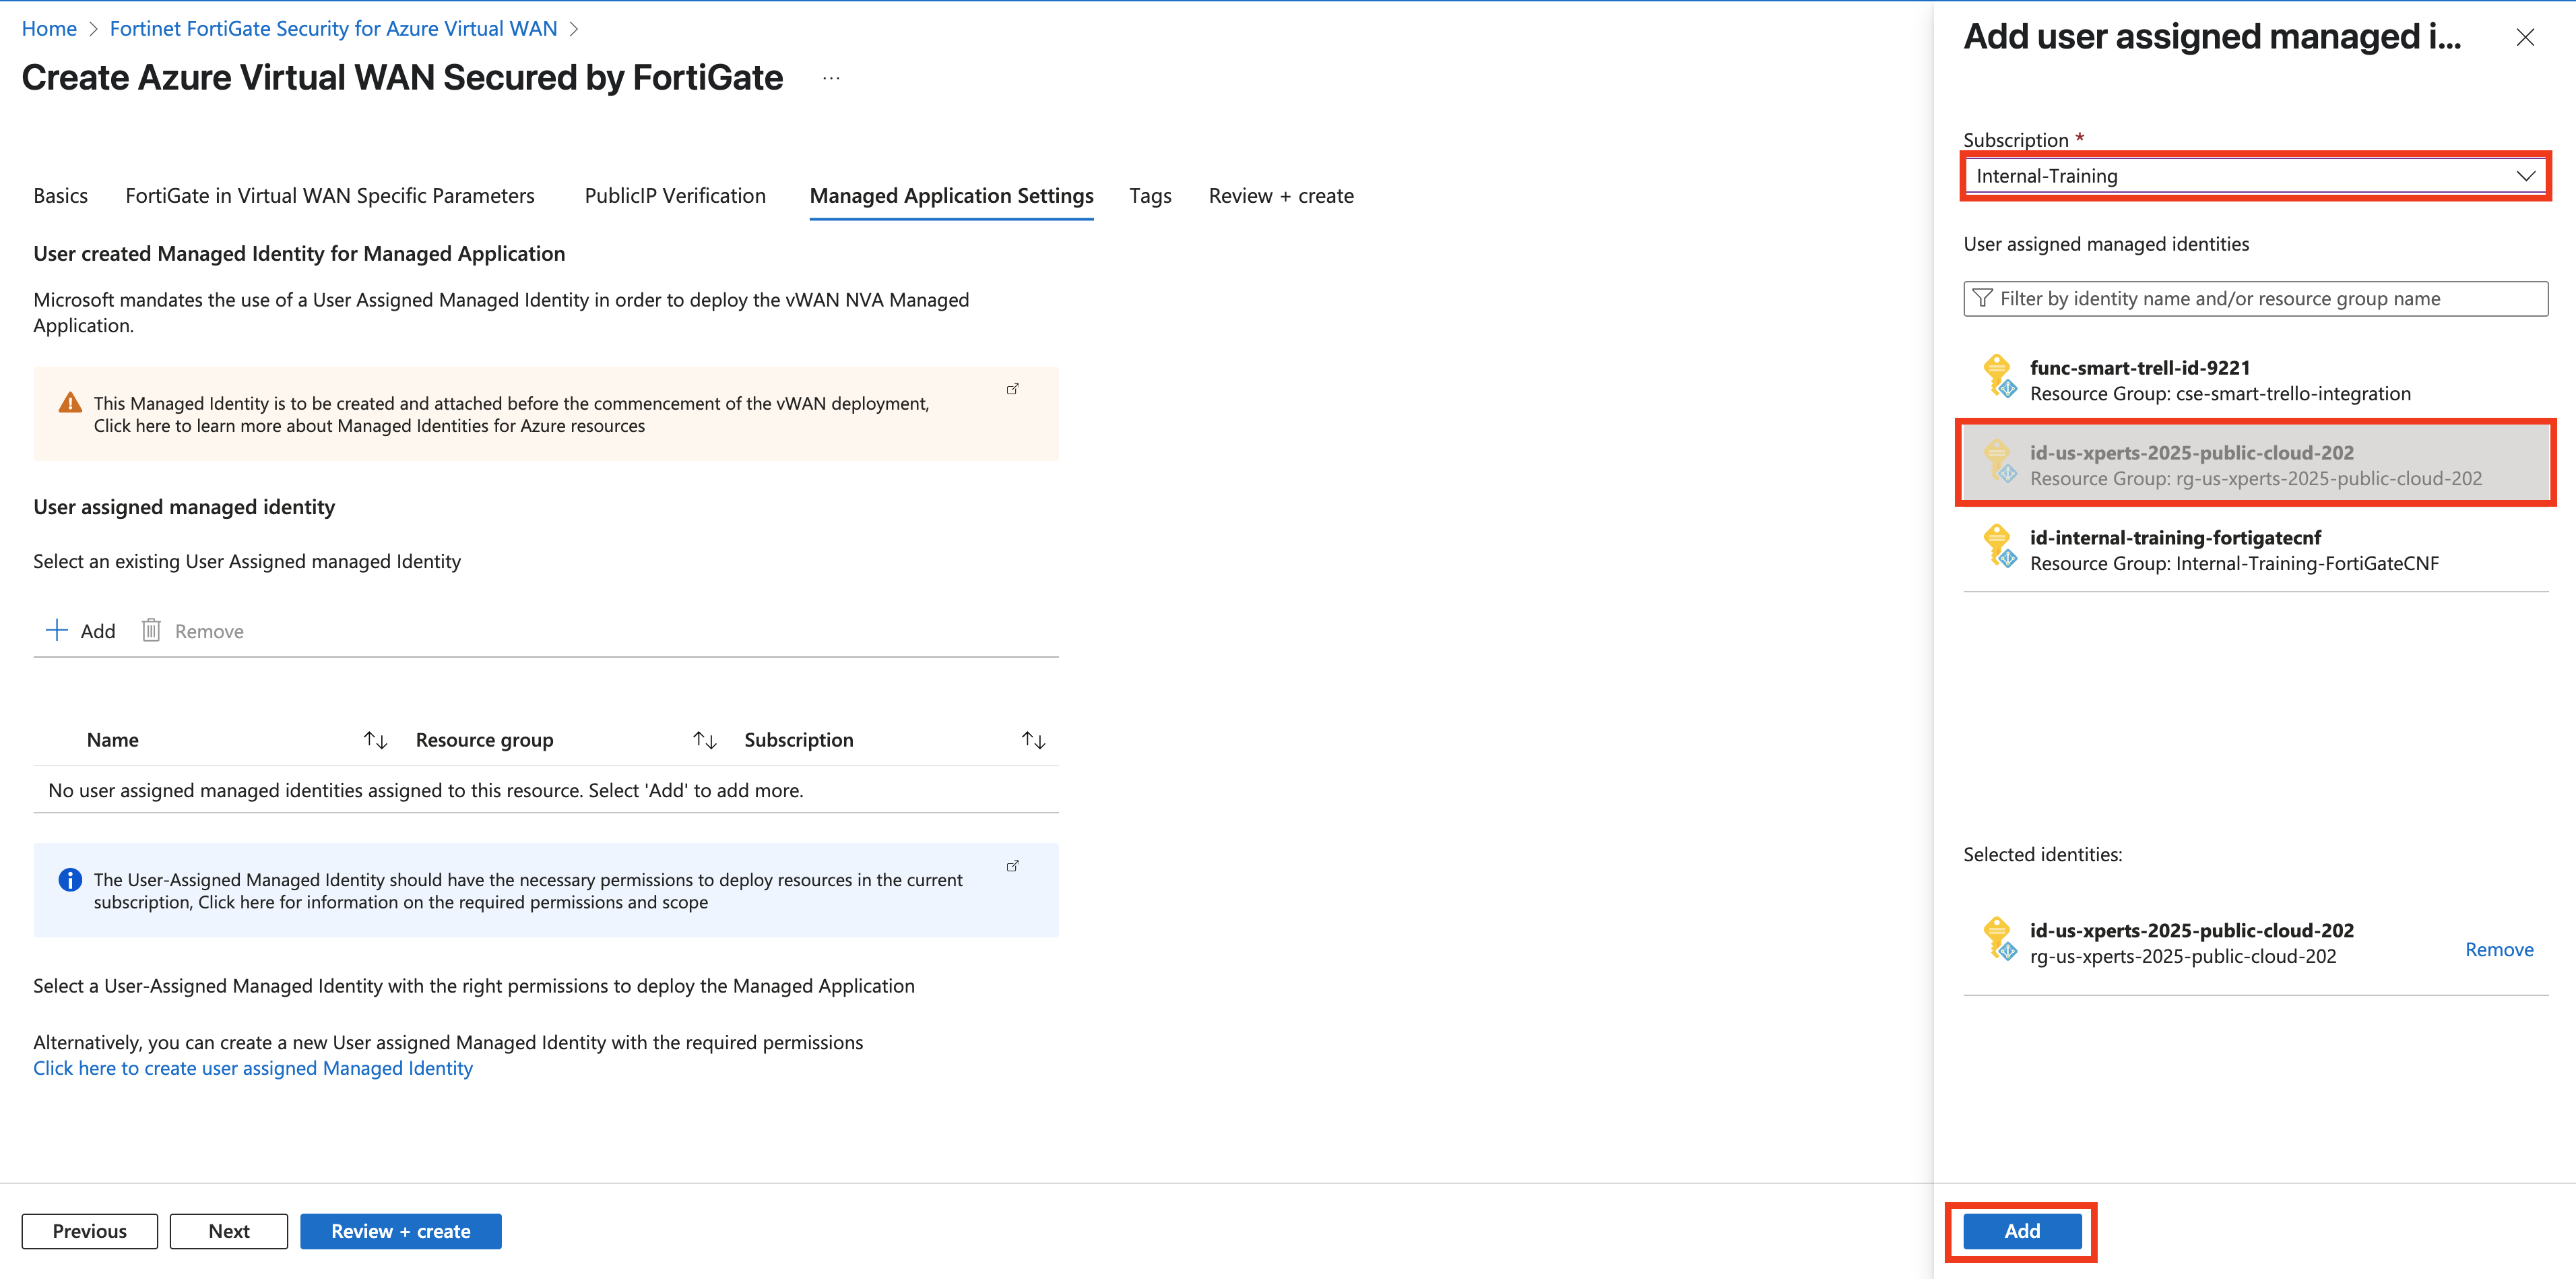 Home > Fortinet FortiGate Security for Azure Virtual WAN >
Create Azure Virtual WAN Secured by FortiGate ...
Basics FortiGate in Virtual WAN Specific Parameters PublicIP Verification Managed Application Settings Tags Review + create
User created Managed Identity for Managed Application
Microsoft mandates the use of a User Assigned Managed Identity in order to deploy the vWAN NVA Managed
Application.
This Managed Identity is to be created and attached before the commencement of the vWAN deployment,
Click here to learn more about Managed Identities for Azure resources
User assigned managed identity
Select an existing User Assigned managed Identity
Add Remove
Name Resource group Subscription
No user assigned managed identities assigned to this resource. Select 'Add' to add more.
The User-Assigned Managed Identity should have the necessary permissions to deploy resources in the current
subscription, Click here for information on the required permissions and scope
Select a User-Assigned Managed Identity with the right permissions to deploy the Managed Application
Alternatively, you can create a new User assigned Managed Identity with the required permissions
Click here to create user assigned Managed Identity
Previous Next Review + create
Add user assigned managed i...
Subscription *
Internal-Training
User assigned managed identities
Filter by identity name and/or resource group name
func-smart-trell-id-9221
Resource Group: cse-smart-trello-integration
id-us-xperts-2025-public-cloud-202
Resource Group: rg-us-xperts-2025-public-cloud-202
id-internal-training-fortigatecnf
Resource Group: Internal-Training-FortiGateCNF
Selected identities:
id-us-xperts-2025-public-cloud-202
rg-us-xperts-2025-public-cloud-202
Remove
Add